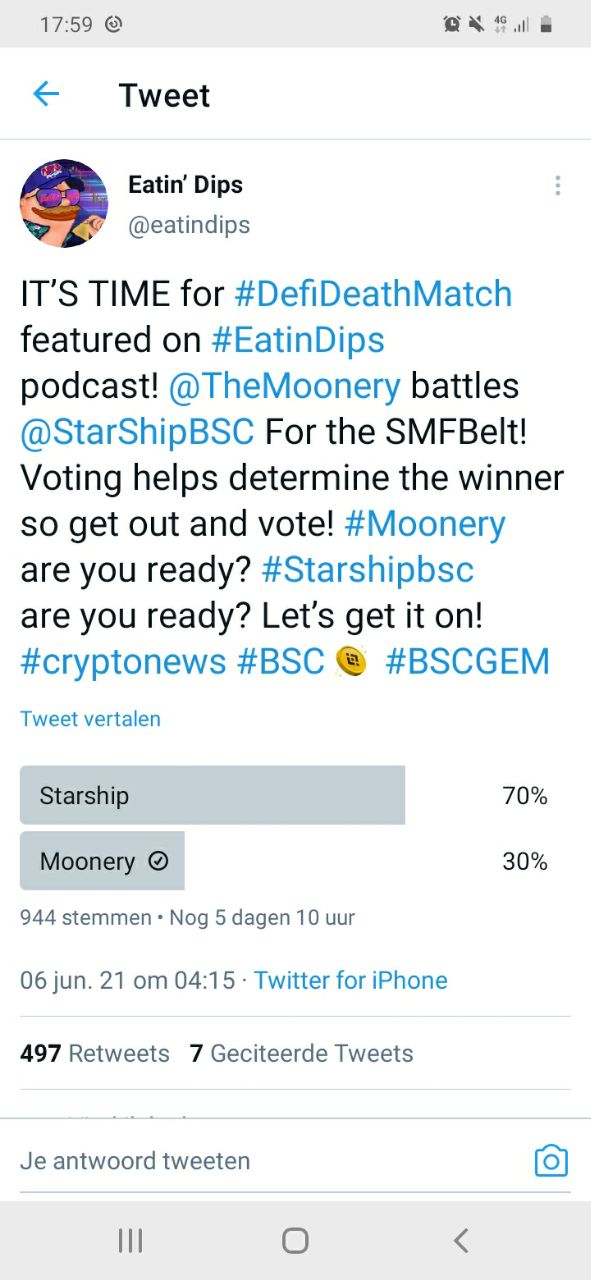 17:59
4G
Tweet
Eatin’ Dips
@eatindips
IT’S TIME for #DefiDeathMatch
featured on #EatinDips
podcast! @TheMoonery battles
@StarShipBSC For the SMFBelt!
Voting helps determine the winner
so get out and vote! #Moonery
are you ready? #Starshipbsc
are you ready? Let’s get it on!
#cryptonews #BSC #BSCGEM
Tweet vertalen
Starship 70%
Moonery 30%
944 stemmen • Nog 5 dagen 10 uur
06 jun. 21 om 04:15 · Twitter for iPhone
497 Retweets 7 Geciteerde Tweets
Je antwoord tweeten